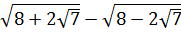 √(8 + 2√7) − √(8 − 2√7)